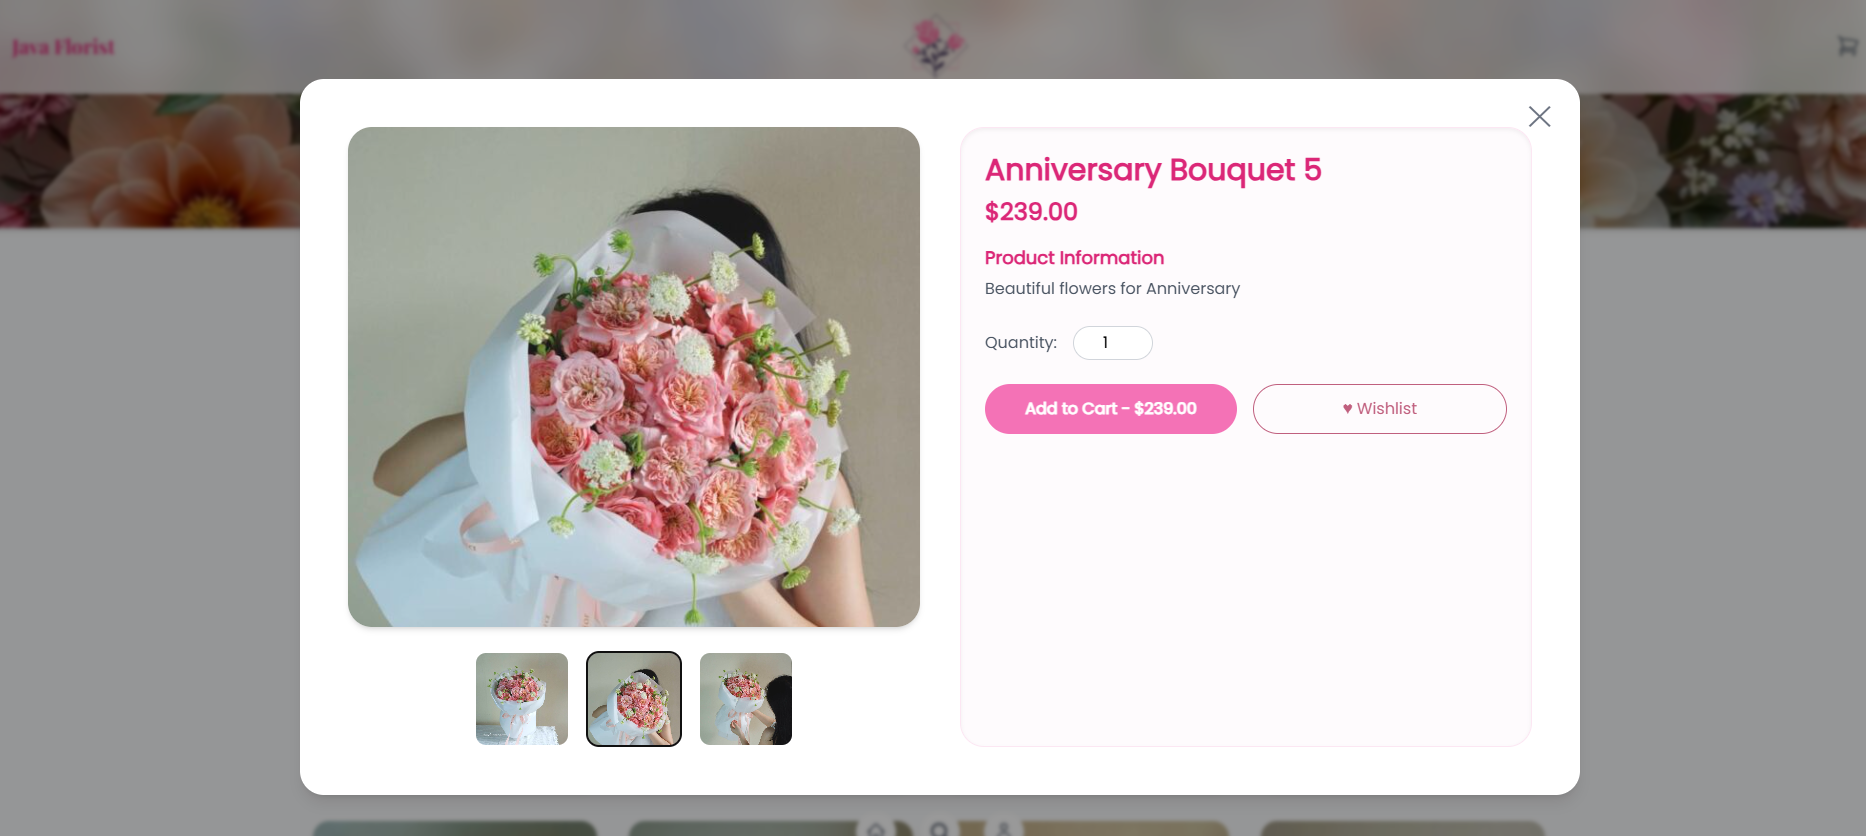 Java Florist
Anniversary Bouquet 5
$239.00
Product Information
Beautiful flowers for Anniversary
Quantity: 1
Add to Cart - $239.00
♥ Wishlist